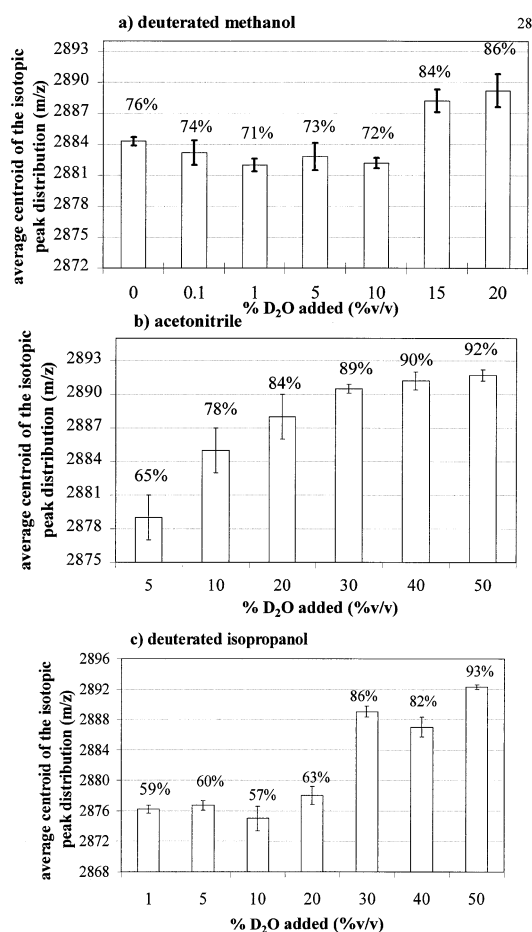 a) deuterated methanol
28
average centroid of the isotopic
peak distribution (m/z)
2893
2890
2887
2884
2881
2878
2875
2872
76%
74%
71%
73%
72%
84%
86%
0 0.1 1 5 10 15 20
% D₂O added (%v/v)
b) acetonitrile
average centroid of the isotopic
peak distribution (m/z)
2893
2890
2887
2884
2881
2878
2875
65%
78%
84%
89%
90%
92%
5 10 20 30 40 50
% D₂O added (%v/v)
c) deuterated isopropanol
average centroid of the isotopic
peak distribution (m/z)
2896
2892
2888
2884
2880
2876
2872
2868
59%
60%
57%
63%
86%
82%
93%
1 5 10 20 30 40 50
% D₂O added (%v/v)